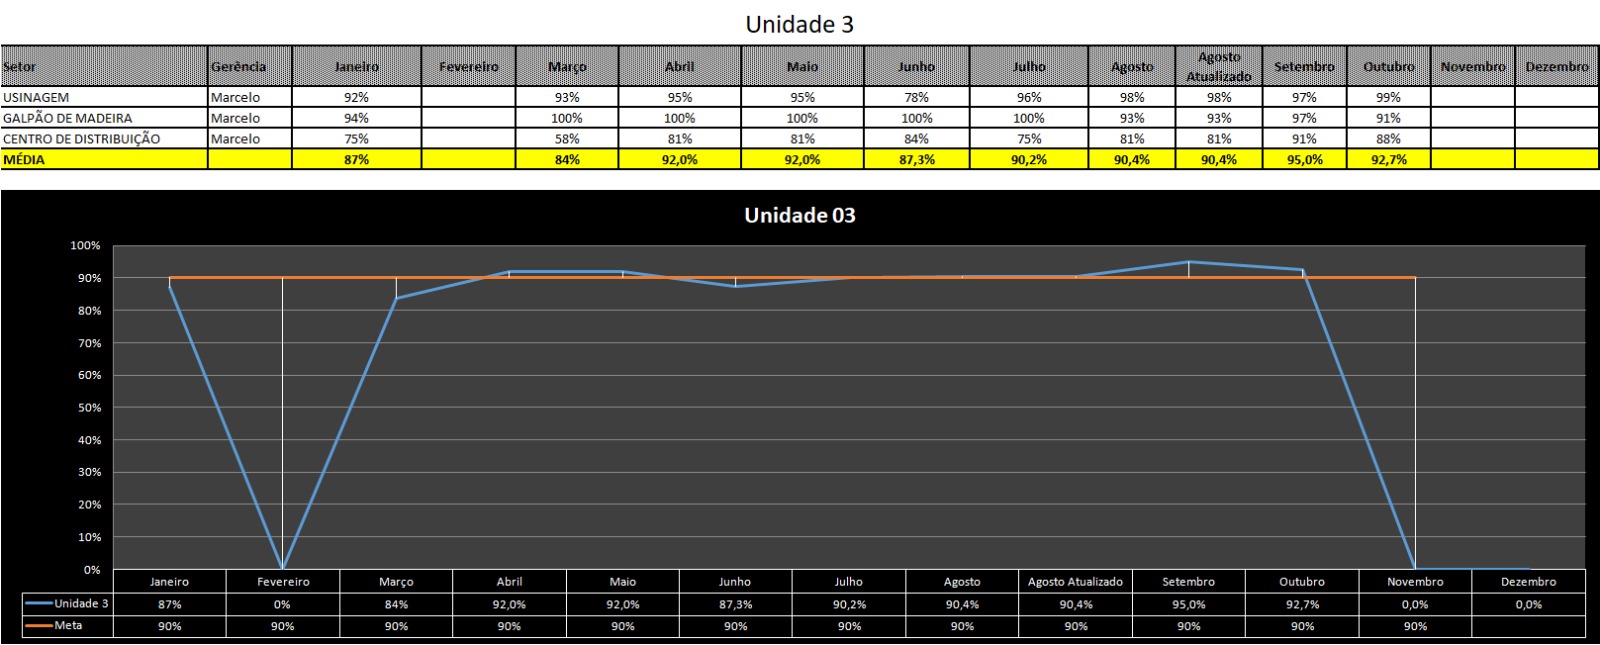 Unidade 3
Setor Gerência Janeiro Fevereiro Março Abril Maio Junho Julho Agosto Agosto Atualizado Setembro Outubro Novembro Dezembro
USINAGEM Marcelo 92% 93% 95% 95% 78% 96% 98% 98% 97% 99%
GALPÃO DE MADEIRA Marcelo 94% 100% 100% 100% 100% 100% 93% 93% 97% 91%
CENTRO DE DISTRIBUIÇÃO Marcelo 75% 58% 81% 81% 84% 75% 81% 81% 91% 88%
MÉDIA 87% 84% 92,0% 92,0% 87,3% 90,2% 90,4% 90,4% 95,0% 92,7%
Unidade 03
100%
90%
80%
70%
60%
50%
40%
30%
20%
10%
0%
Janeiro Fevereiro Março Abril Maio Junho Julho Agosto Agosto Atualizado Setembro Outubro Novembro Dezembro
Unidade 3 87% 0% 84% 92,0% 92,0% 87,3% 90,2% 90,4% 90,4% 95,0% 92,7% 0,0% 0,0%
Meta 90% 90% 90% 90% 90% 90% 90% 90% 90% 90% 90% 90%